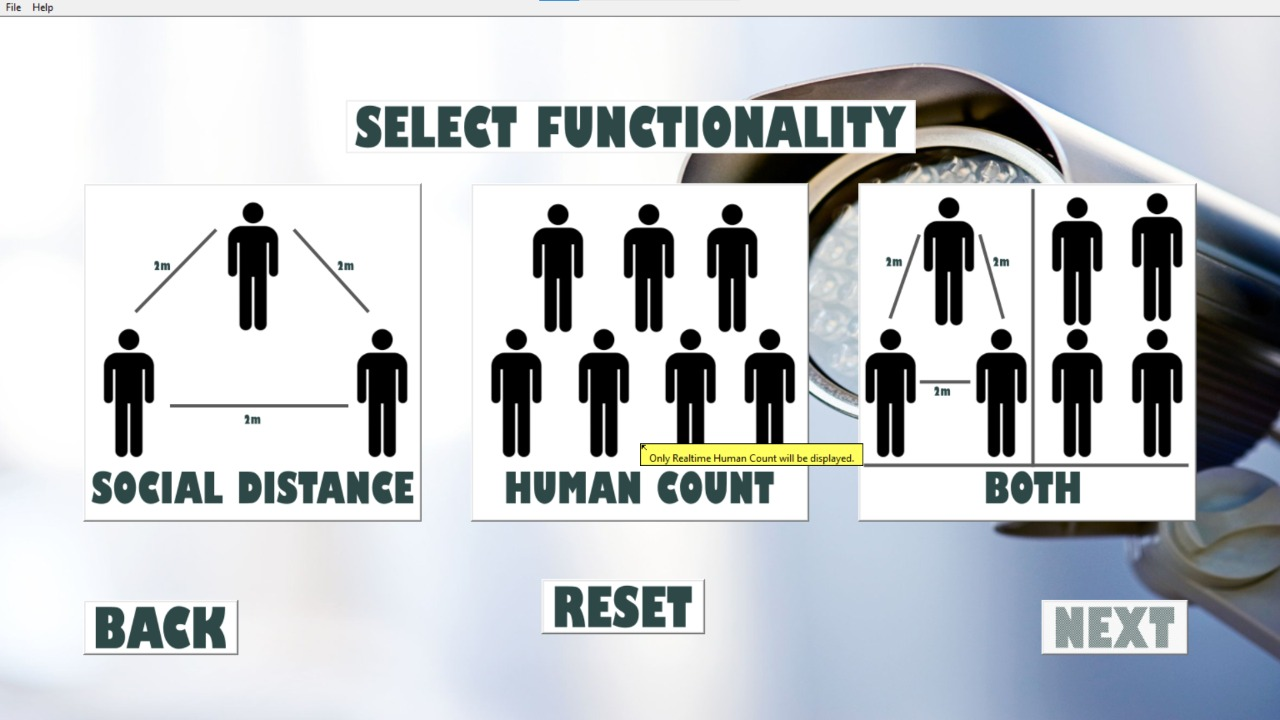 File Help
SELECT FUNCTIONALITY
2m 2m
2m
SOCIAL DISTANCE
Only Realtime Human Count will be displayed.
HUMAN COUNT
2m 2m
2m
BOTH
BACK
RESET
NEXT